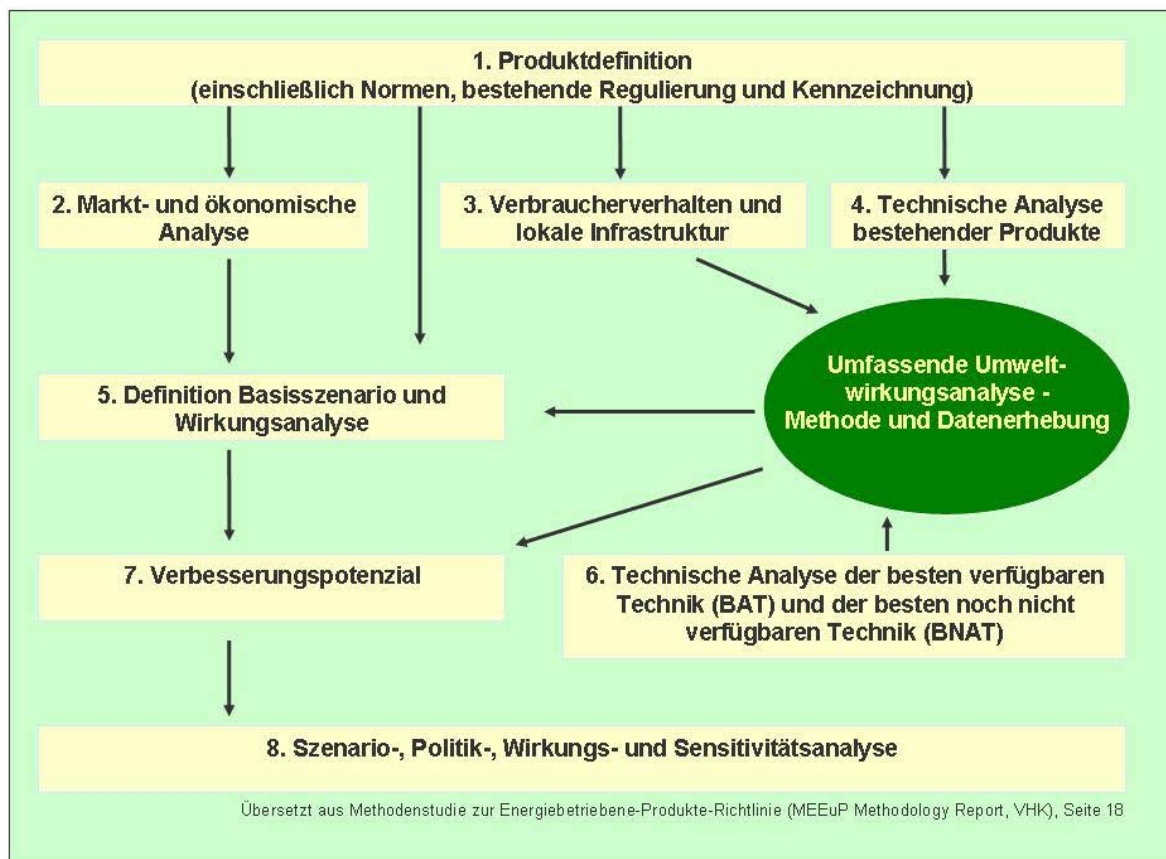 1. Produktdefinition
(einschließlich Normen, bestehende Regulierung und Kennzeichnung)
2. Markt- und ökonomische
Analyse
3. Verbraucherverhalten und
lokale Infrastruktur
4. Technische Analyse
bestehender Produkte
Umfassende Umwelt-
wirkungsanalyse -
Methode und Datenerhebung
5. Definition Basisszenario und
Wirkungsanalyse
7. Verbesserungspotenzial
6. Technische Analyse der besten verfügbaren
Technik (BAT) und der besten noch nicht
verfügbaren Technik (BNAT)
8. Szenario-, Politik-, Wirkungs- und Sensitivitätsanalyse
Übersetzt aus Methodenstudie zur Energiebetriebene-Produkte-Richtlinie (MEEuP Methodology Report, VHK), Seite 18